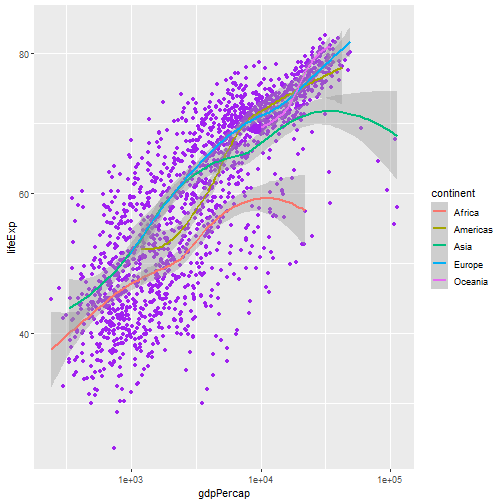 80
60
40
lifeExp
1e+03
1e+04
1e+05
gdpPercap
continent
Africa
Americas
Asia
Europe
Oceania